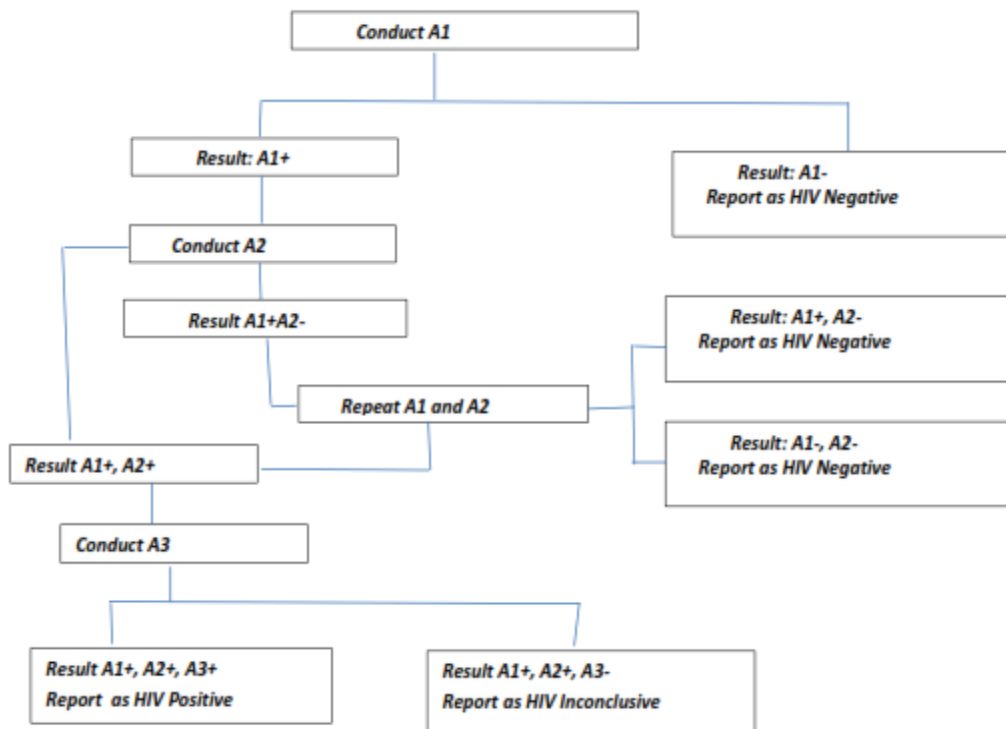 Conduct A1
Result: A1+
Result: A1-
Report as HIV Negative
Conduct A2
Result A1+A2-
Result: A1+, A2-
Report as HIV Negative
Repeat A1 and A2
Result: A1-, A2-
Report as HIV Negative
Result A1+, A2+
Conduct A3
Result A1+, A2+, A3+
Report as HIV Positive
Result A1+, A2+, A3-
Report as HIV Inconclusive